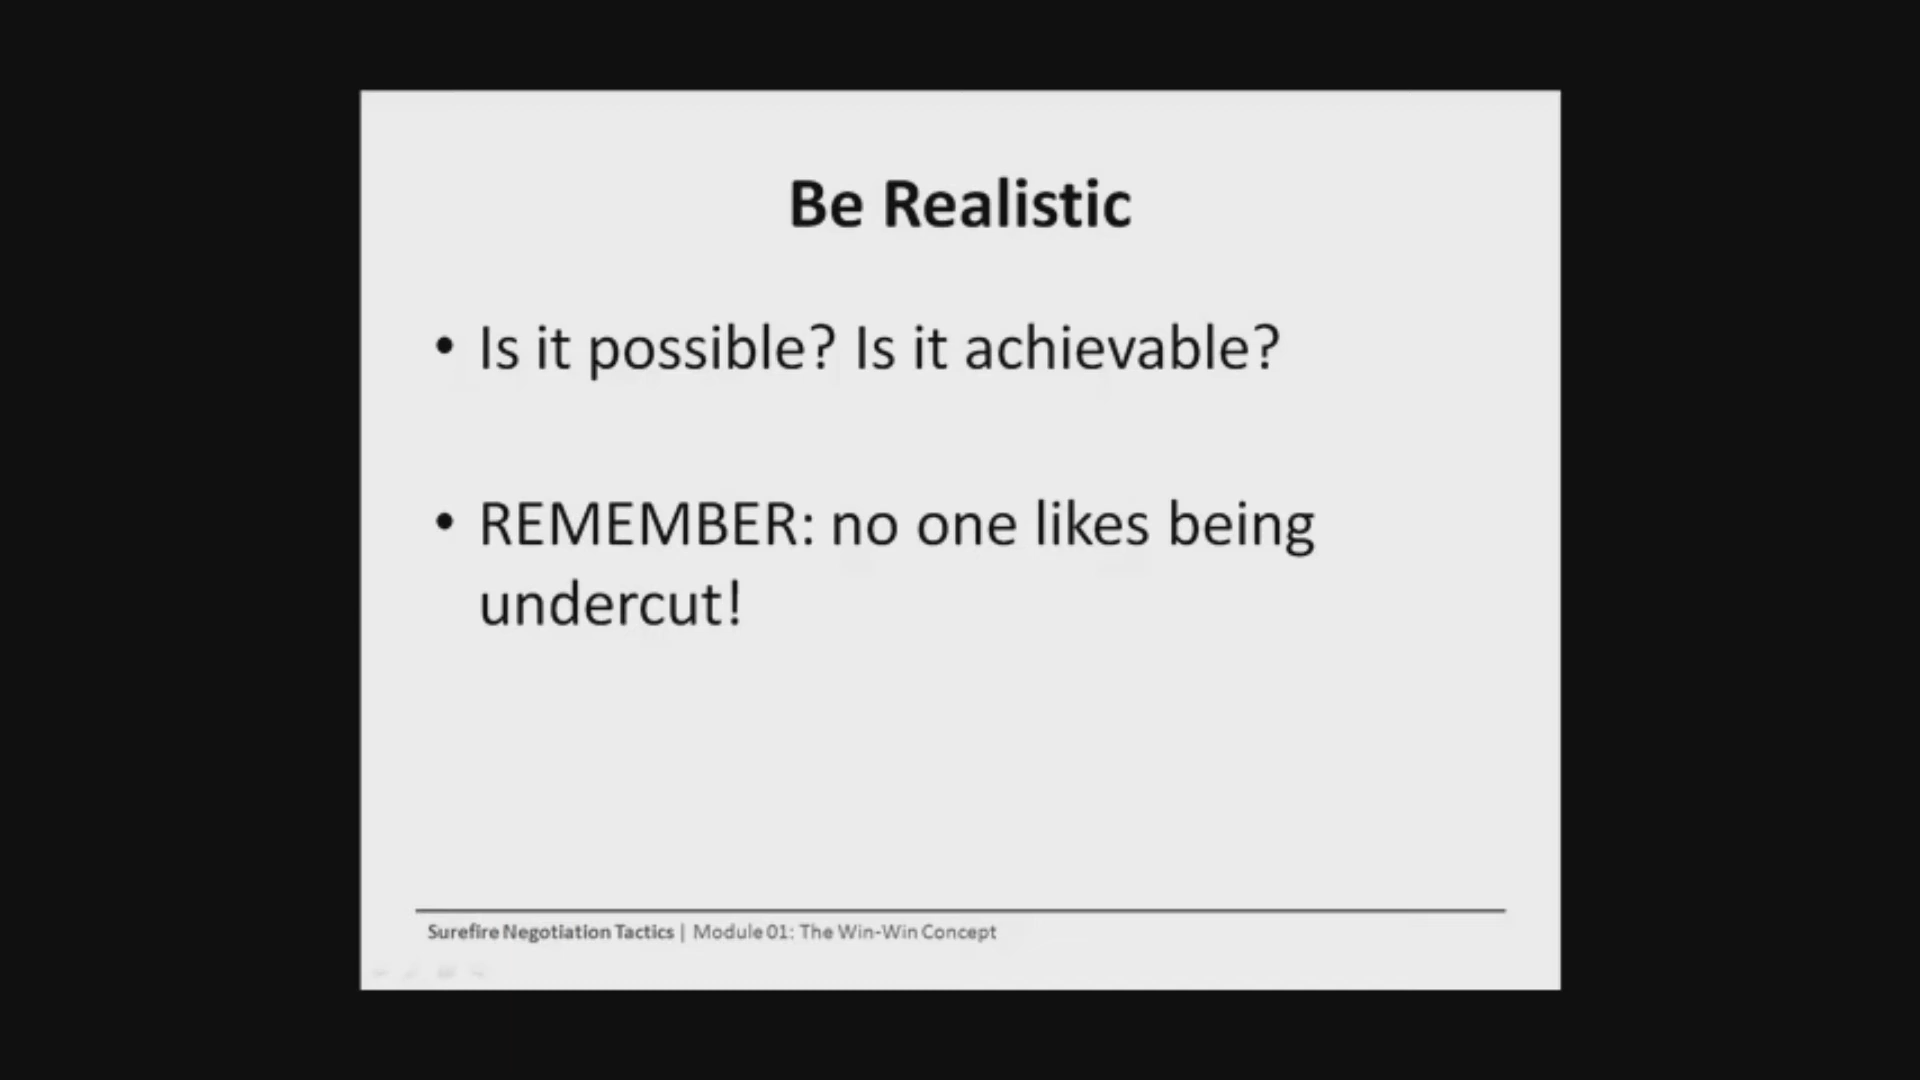 Be Realistic
• Is it possible? Is it achievable?
• REMEMBER: no one likes being
undercut!
Surefire Negotiation Tactics | Module 01: The Win-Win Concept